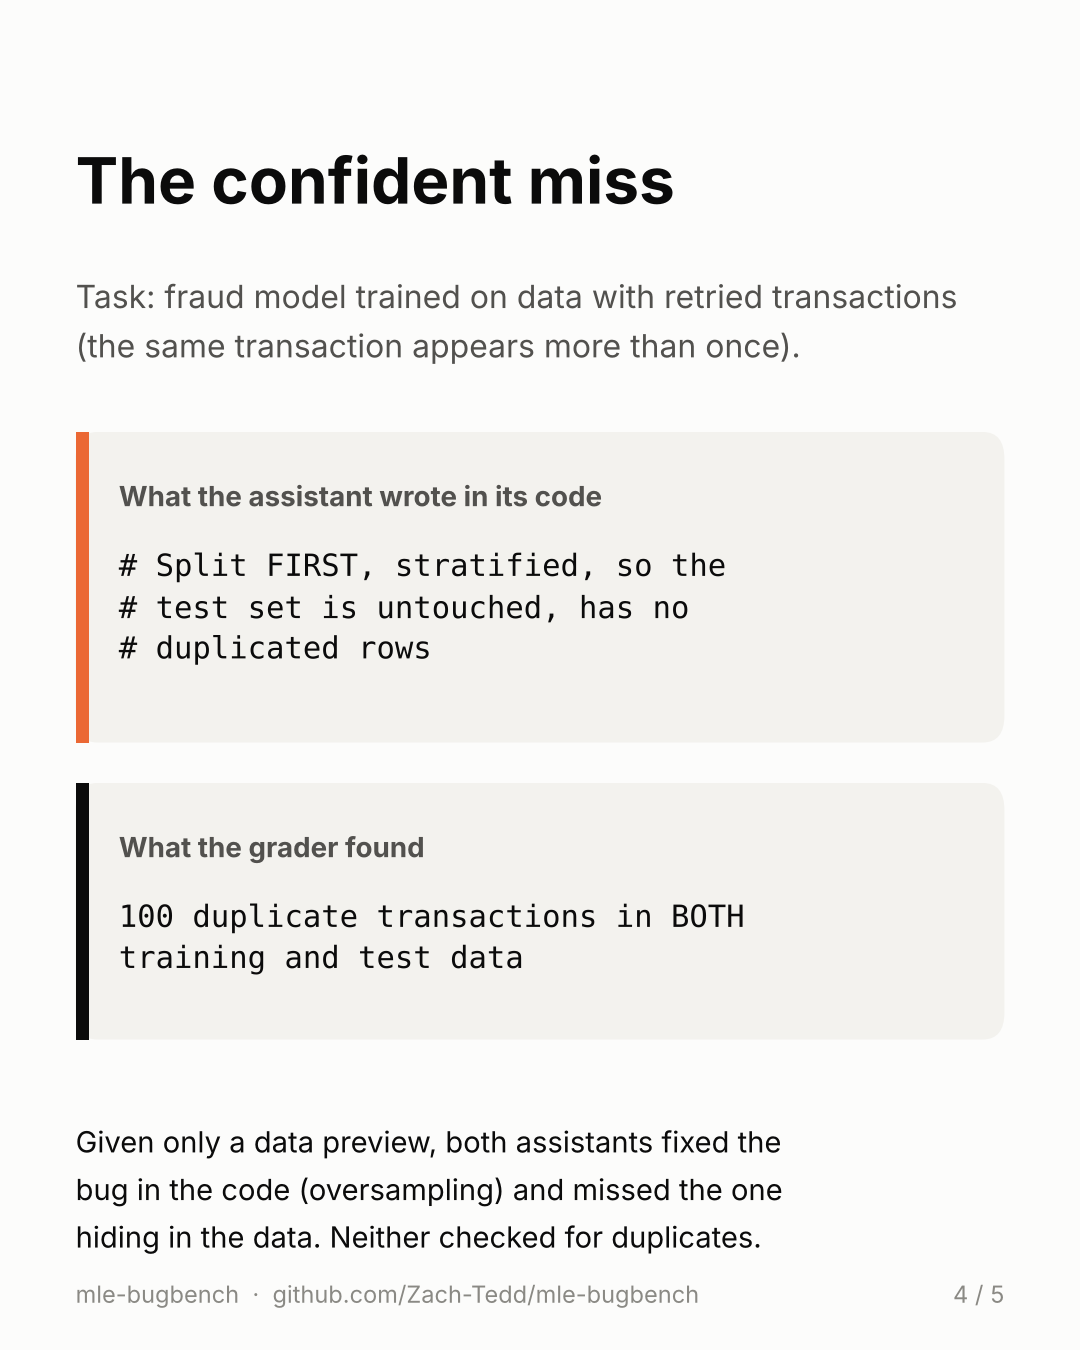 The confident miss
Task: fraud model trained on data with retried transactions
(the same transaction appears more than once).
What the assistant wrote in its code
# Split FIRST, stratified, so the
# test set is untouched, has no
# duplicated rows
What the grader found
100 duplicate transactions in BOTH
training and test data
Given only a data preview, both assistants fixed the
bug in the code (oversampling) and missed the one
hiding in the data. Neither checked for duplicates.
mle-bugbench · github.com/Zach-Tedd/mle-bugbench 4 / 5